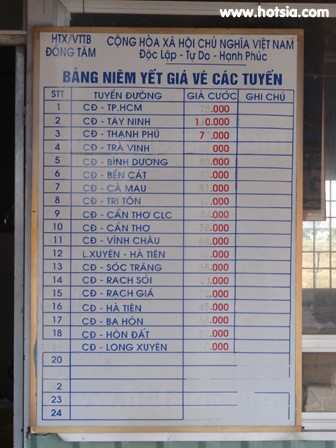 www.hotsia.com
HTX/VTTB CỘNG HÒA XÃ HỘI CHỦ NGHĨA VIỆT NAM
ĐỒNG TÂM Độc Lập - Tự Do - Hạnh Phúc
BẢNG NIÊM YẾT GIÁ VÉ CÁC TUYẾN
STT TUYẾN ĐƯỜNG GIÁ CƯỚC GHI CHÚ
1 CĐ - TP.HCM .000
2 CĐ - TÂY NINH .000
3 CĐ - THẠNH PHÚ .000
4 CĐ - TRÀ VINH .000
5 CĐ - BÌNH DƯƠNG .000
6 CĐ - BẾN CÁT .000
7 CĐ - CÀ MAU .000
8 CĐ - TRI TÔN .000
9 CĐ - CẦN THƠ CLC .000
10 CĐ - CẦN THƠ .000
11 CĐ - VĨNH CHÂU .000
12 L.XUYÊN - HÀ TIÊN .000
13 CĐ - SÓC TRĂNG .000
14 CĐ - RẠCH SỎI .000
15 CĐ - RẠCH GIÁ .000
16 CĐ - HÀ TIÊN .000
17 CĐ - BA HÒN .000
18 CĐ - HÒN ĐẤT .000
CĐ - LONG XUYÊN .000
20
2
23
24